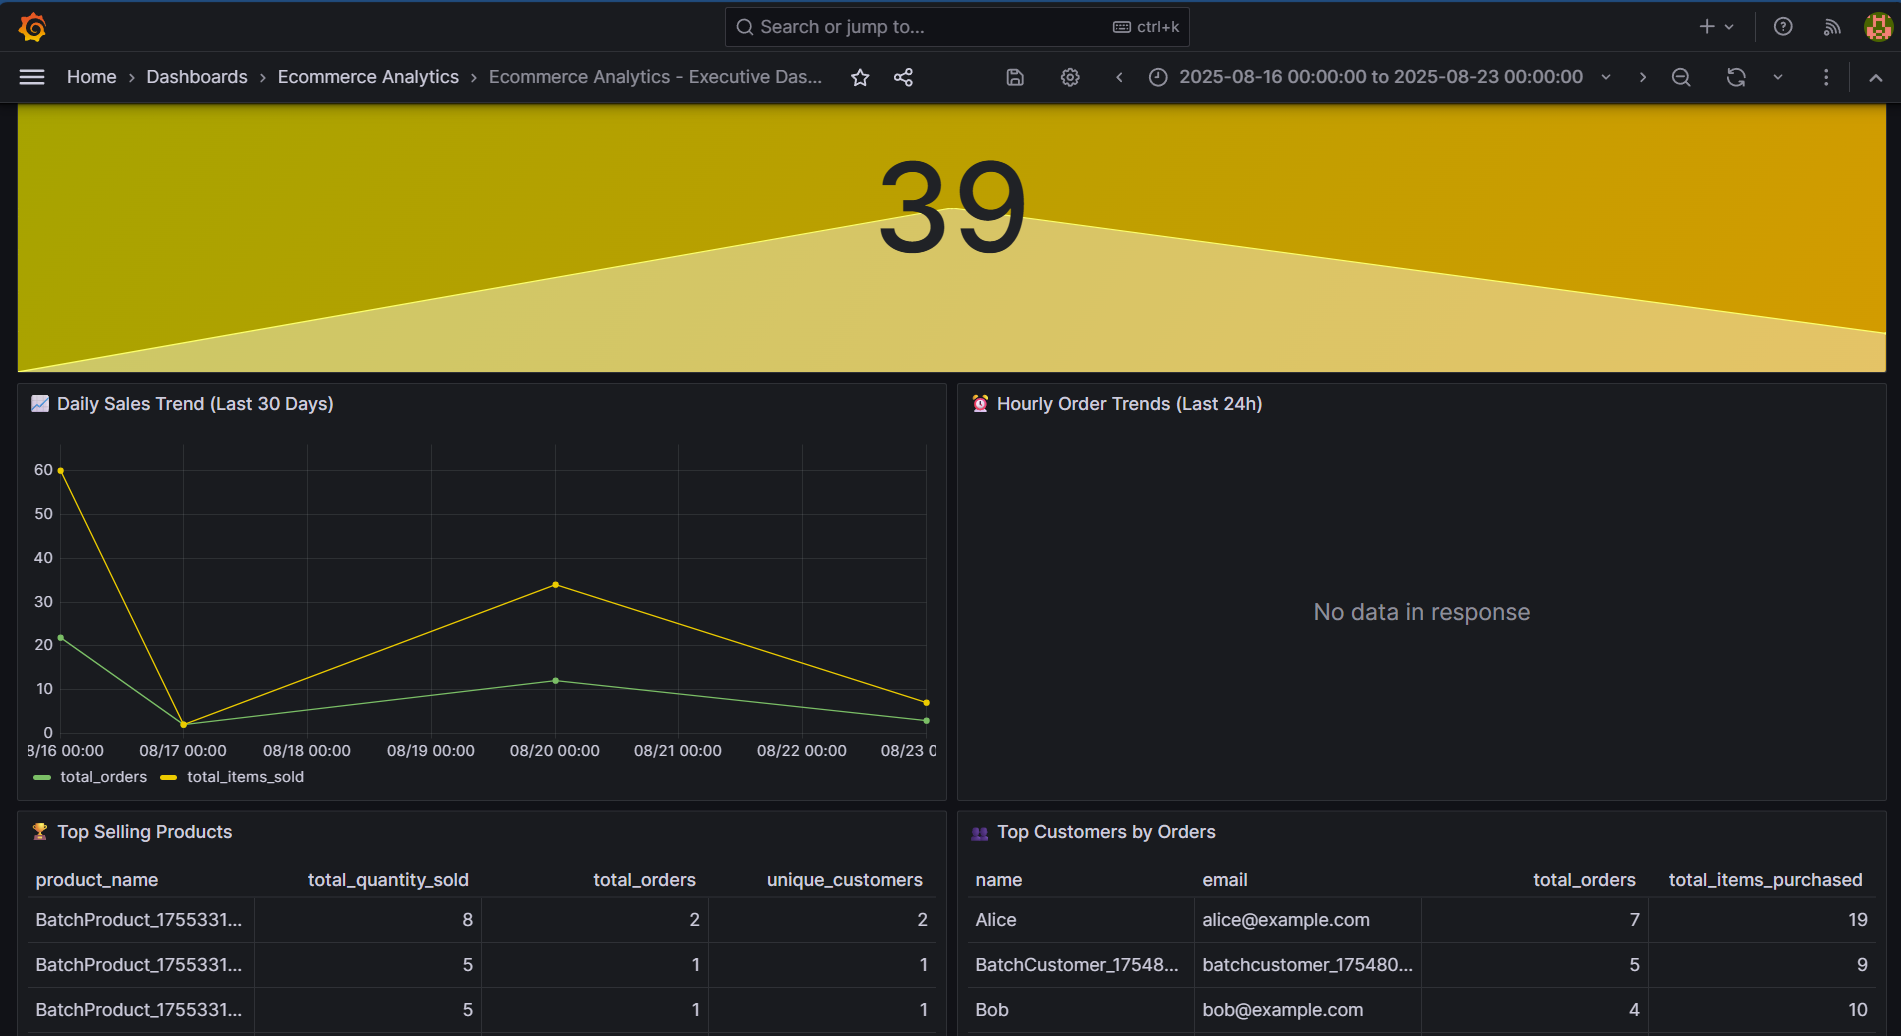 Search or jump to... ctrl+k
Home › Dashboards › Ecommerce Analytics › Ecommerce Analytics - Executive Das... 2025-08-16 00:00:00 to 2025-08-23 00:00:00
39
Daily Sales Trend (Last 30 Days)
60
50
40
30
20
10
0
8/16 00:00 08/17 00:00 08/18 00:00 08/19 00:00 08/20 00:00 08/21 00:00 08/22 00:00 08/23 0
total_orders total_items_sold
Hourly Order Trends (Last 24h)
No data in response
Top Selling Products
product_name total_quantity_sold total_orders unique_customers
BatchProduct_1755331... 8 2 2
BatchProduct_1755331... 5 1 1
BatchProduct_1755331... 5 1 1
Top Customers by Orders
name email total_orders total_items_purchased
Alice alice@example.com 7 19
BatchCustomer_17548... batchcustomer_175480... 5 9
Bob bob@example.com 4 10